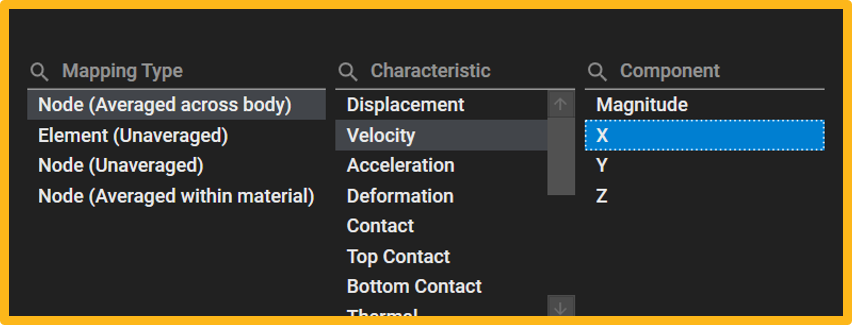 Mapping Type
Node (Averaged across body)
Element (Unaveraged)
Node (Unaveraged)
Node (Averaged within material)
Characteristic
Displacement
Velocity
Acceleration
Deformation
Contact
Top Contact
Bottom Contact
Thermal
Component
Magnitude
X
Y
Z